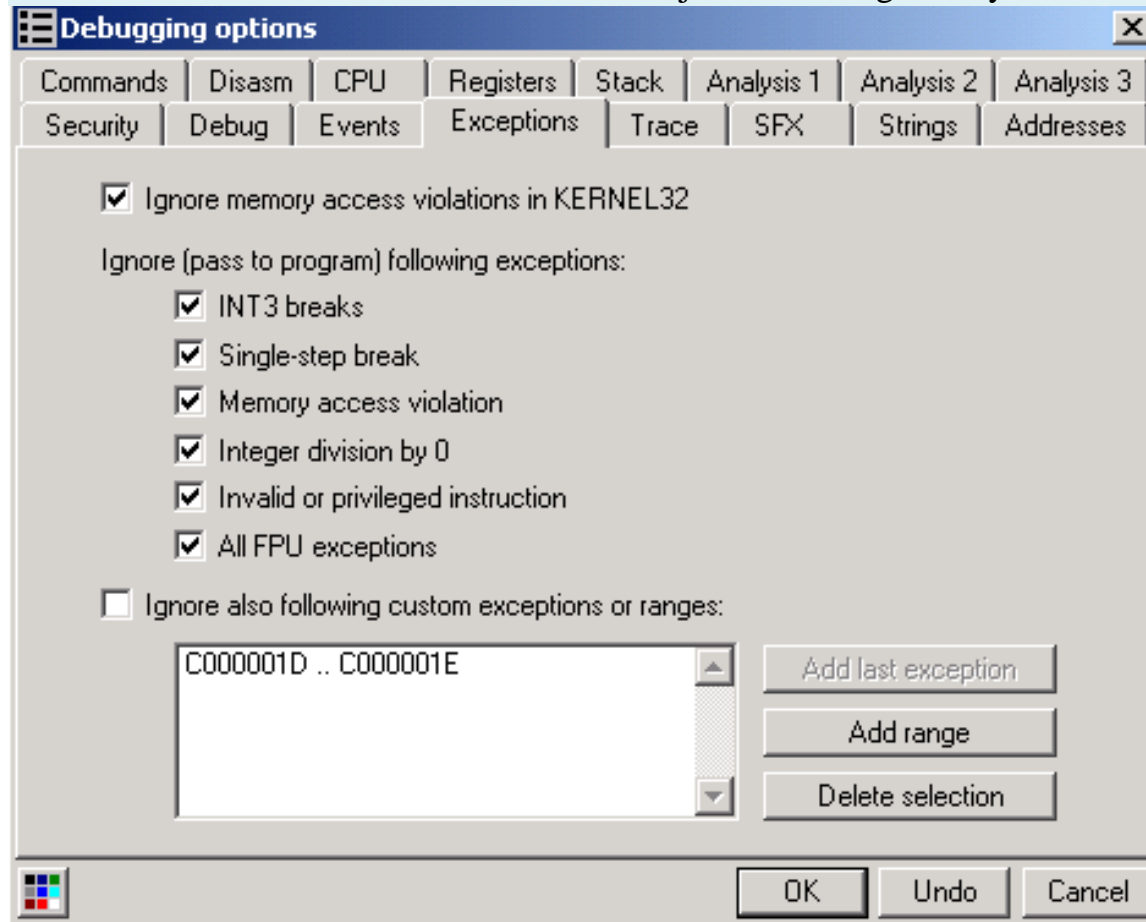 Debugging options
Commands Disasm CPU Registers Stack Analysis 1 Analysis 2 Analysis 3
Security Debug Events Exceptions Trace SFX Strings Addresses
Ignore memory access violations in KERNEL32
Ignore (pass to program) following exceptions:
INT3 breaks
Single-step break
Memory access violation
Integer division by 0
Invalid or privileged instruction
All FPU exceptions
Ignore also following custom exceptions or ranges:
C000001D .. C000001E
Add last exception
Add range
Delete selection
OK Undo Cancel